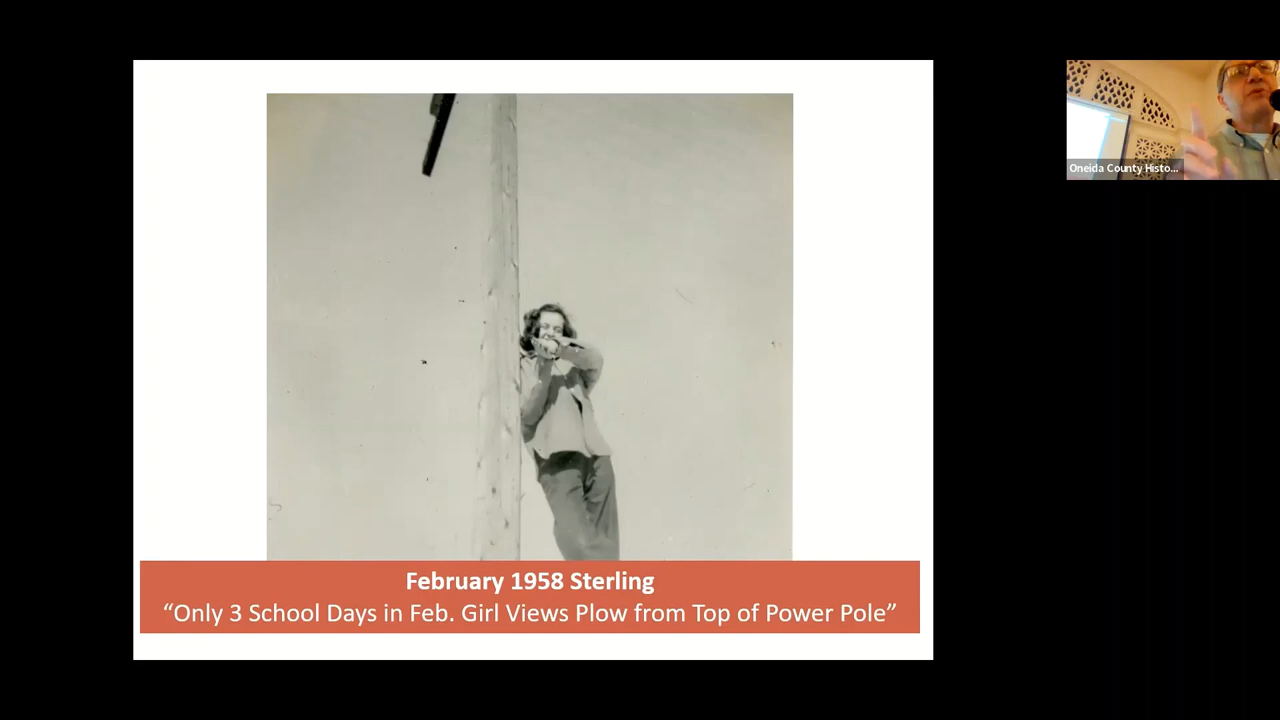 February 1958 Sterling
“Only 3 School Days in Feb. Girl Views Plow from Top of Power Pole”
Oneida County Histo...